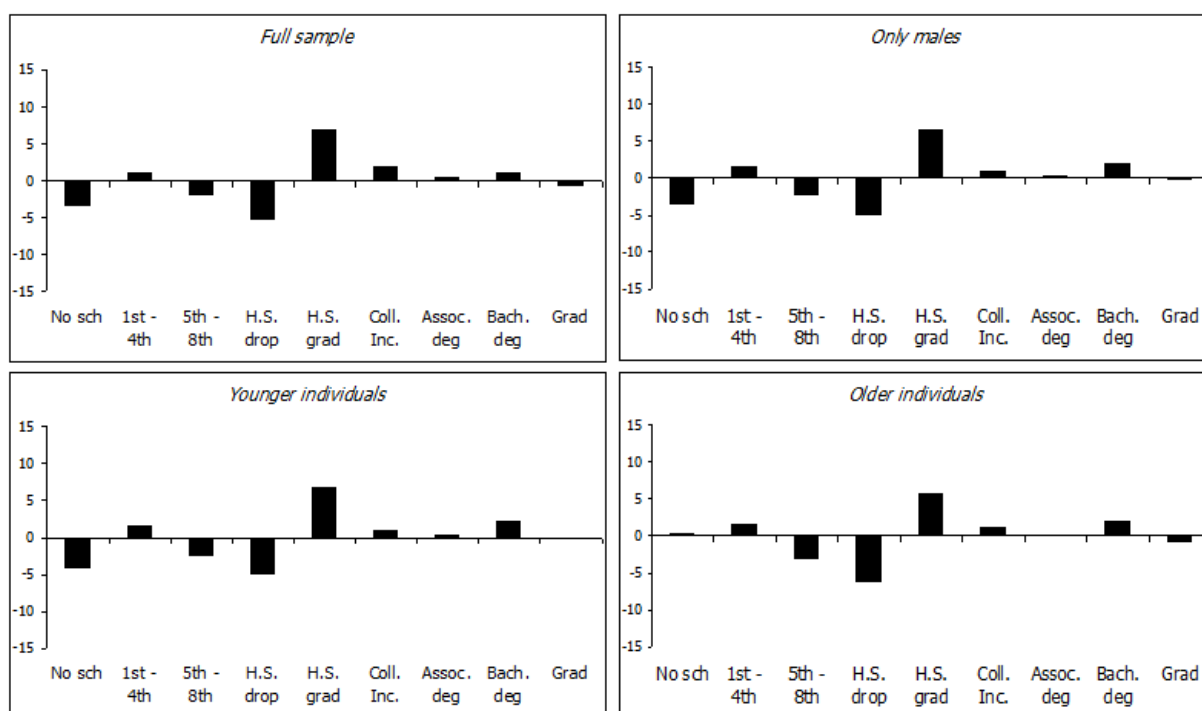 Full sample
15
10
5
0
-5
-10
-15
No sch 1st - 5th - H.S. H.S. Coll. Assoc. Bach. Grad
4th 8th drop grad Inc. deg deg
Only males
15
10
5
0
-5
-10
-15
No sch 1st - 5th - H.S. H.S. Coll. Assoc. Bach. Grad
4th 8th drop grad Inc. deg deg
Younger individuals
15
10
5
0
-5
-10
-15
No sch 1st - 5th - H.S. H.S. Coll. Assoc. Bach. Grad
4th 8th drop grad Inc. deg deg
Older individuals
15
10
5
0
-5
-10
-15
No sch 1st - 5th - H.S. H.S. Coll. Assoc. Bach. Grad
4th 8th drop grad Inc. deg deg